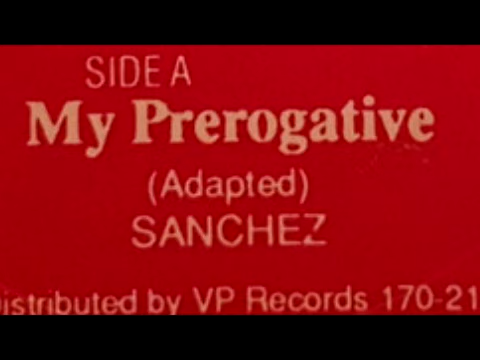 SIDE A
My Prerogative
(Adapted)
SANCHEZ
istributed by VP Records 170-21